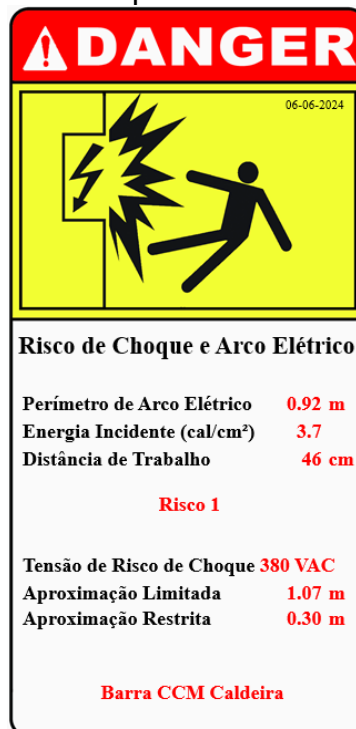 DANGER
06-06-2024
Risco de Choque e Arco Elétrico
Perímetro de Arco Elétrico 0.92 m
Energia Incidente (cal/cm²) 3.7
Distância de Trabalho 46 cm
Risco 1
Tensão de Risco de Choque 380 VAC
Aproximação Limitada 1.07 m
Aproximação Restrita 0.30 m
Barra CCM Caldeira